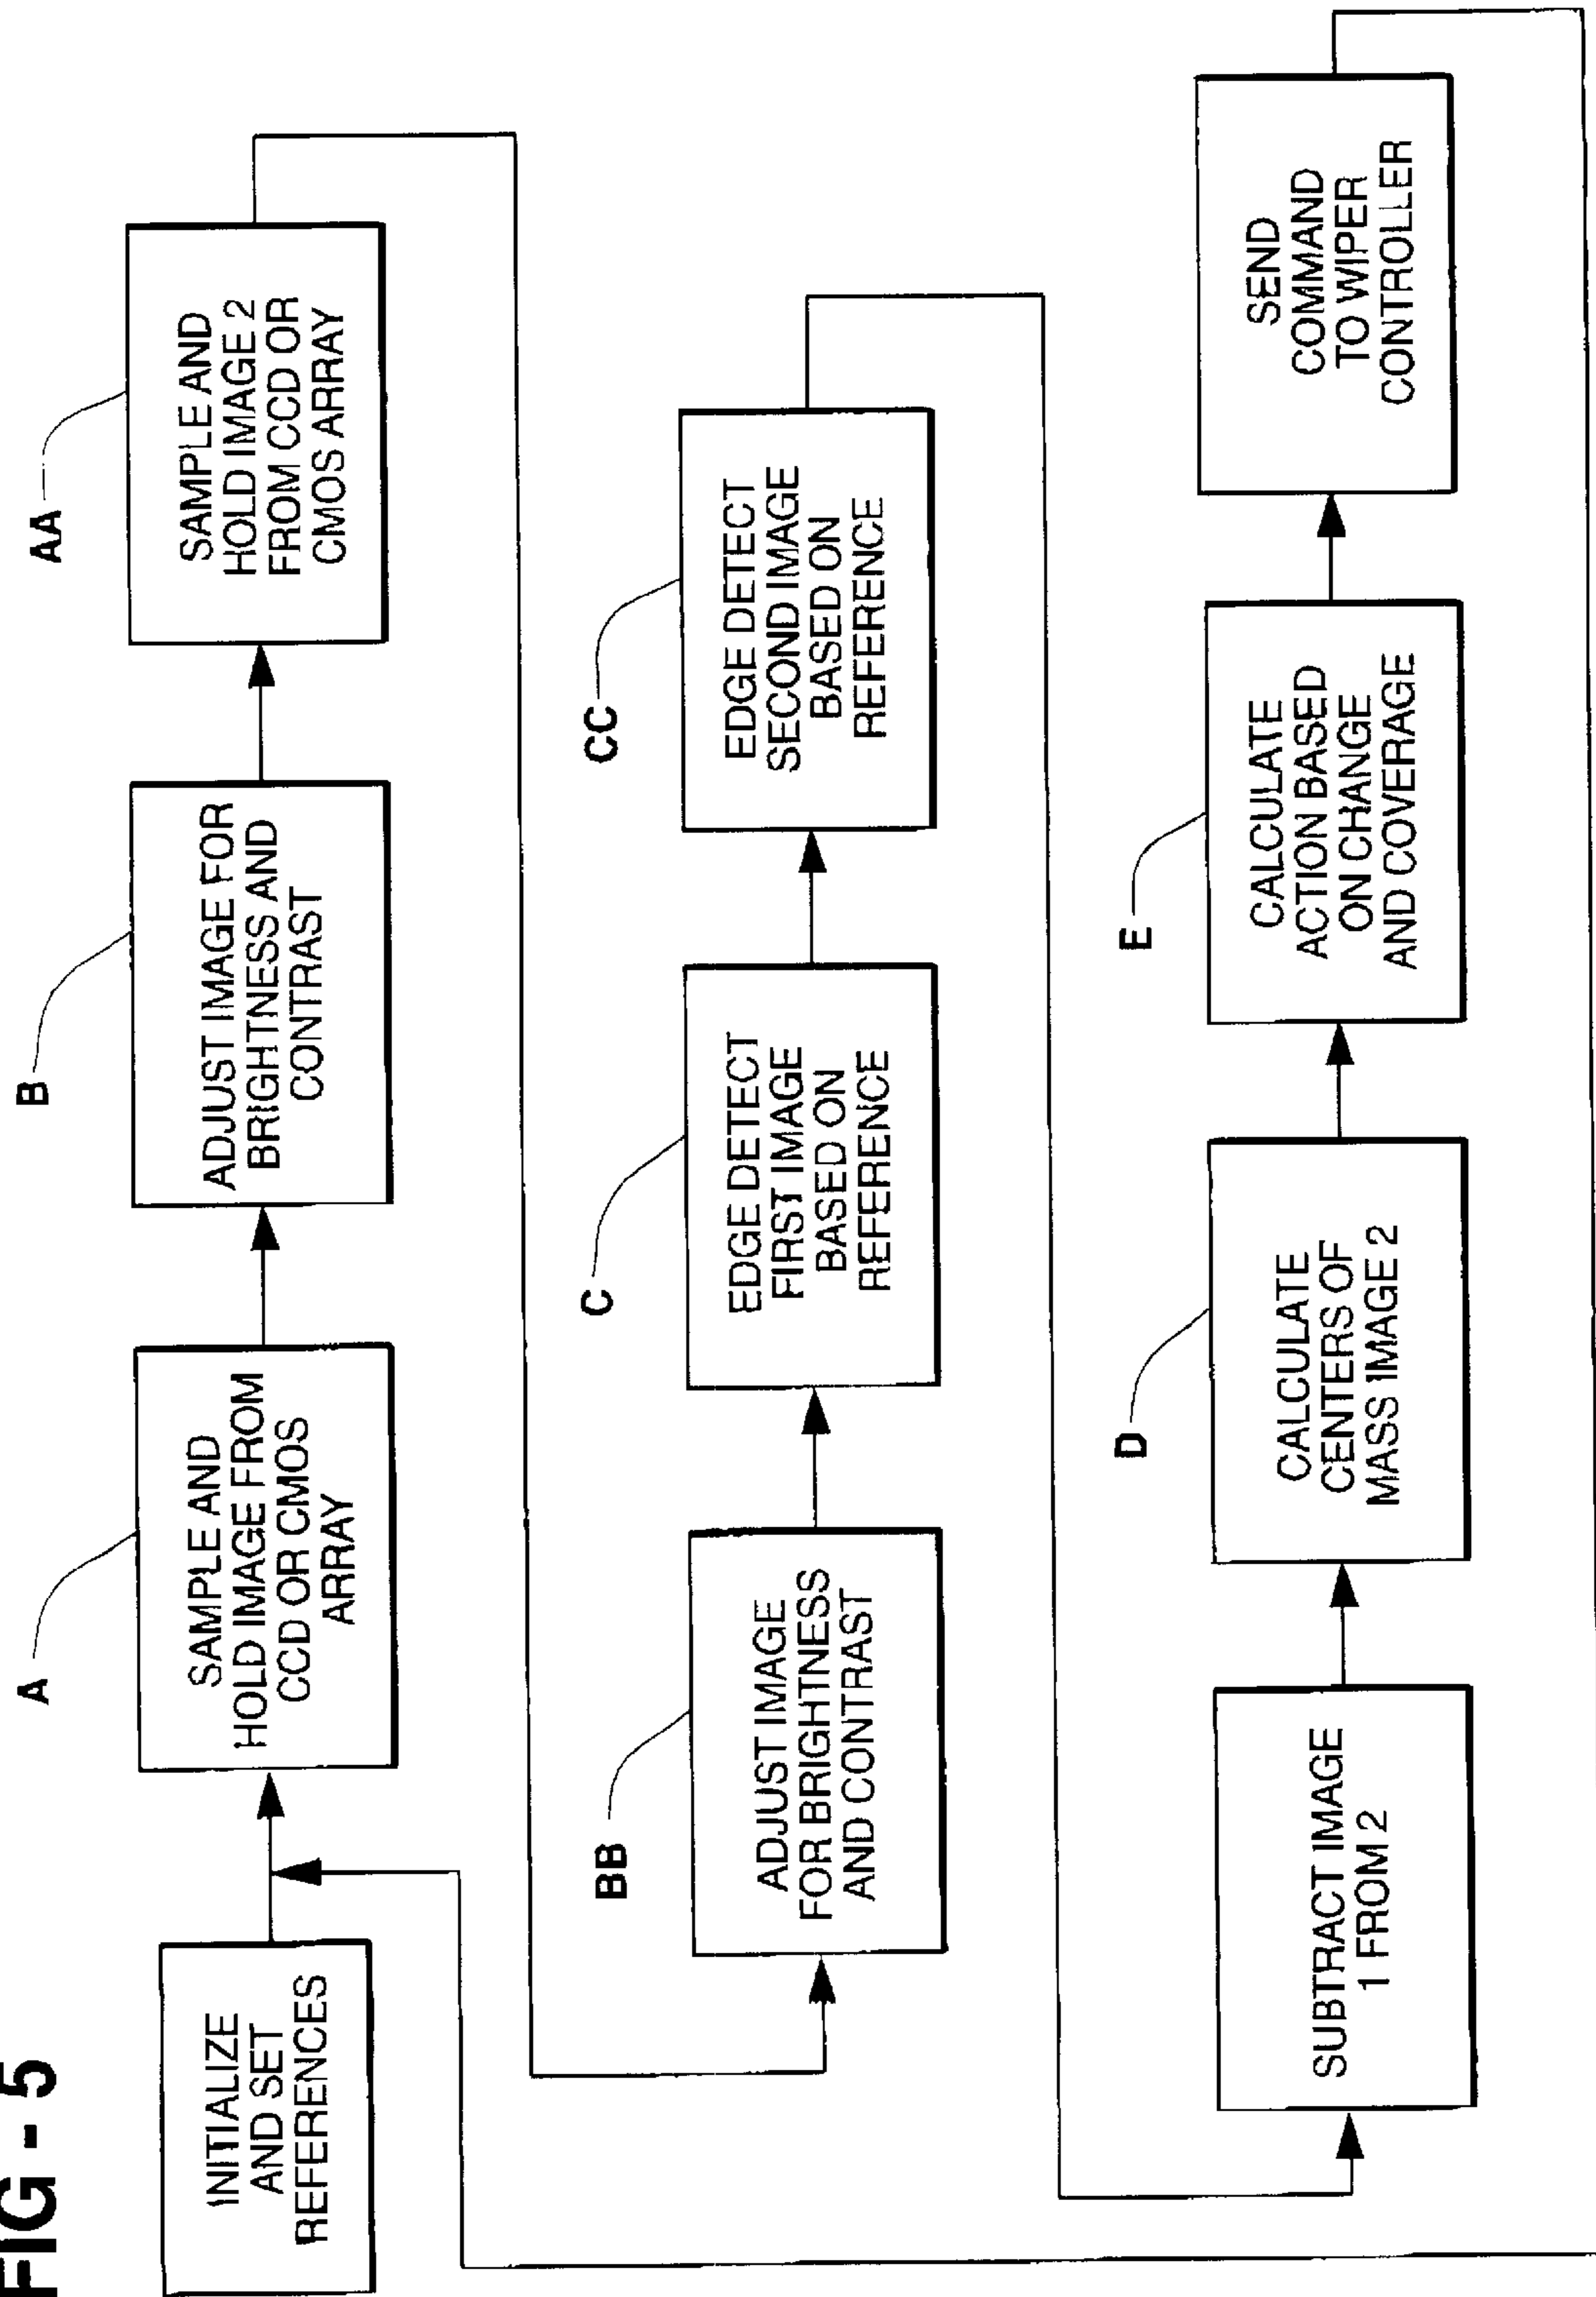 FIG - 5
INITIALIZE
AND SET
REFERENCES
A
SAMPLE AND
HOLD IMAGE FROM
CCD OR CMOS
ARRAY
B
ADJUST IMAGE FOR
BRIGHTNESS AND
CONTRAST
AA
SAMPLE AND
HOLD IMAGE 2
FROM CCD OR
CMOS ARRAY
BB
ADJUST IMAGE
FOR BRIGHTNESS
AND CONTRAST
C
EDGE DETECT
FIRST IMAGE
BASED ON
REFERENCE
CC
EDGE DETECT
SECOND IMAGE
BASED ON
REFERENCE
SUBTRACT IMAGE
1 FROM 2
D
CALCULATE
CENTERS OF
MASS IMAGE 2
E
CALCULATE
ACTION BASED
ON CHANGE
AND COVERAGE
SEND
COMMAND
TO WIPER
CONTROLLER